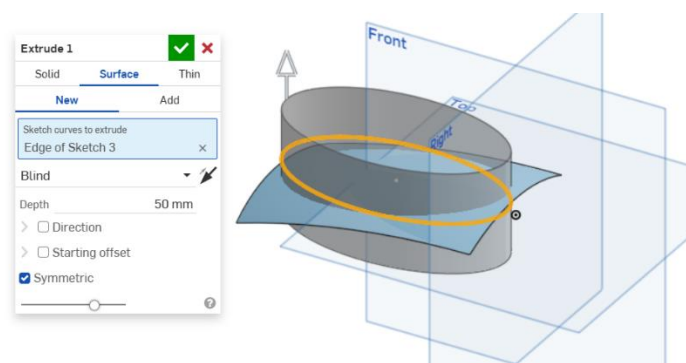 Extrude 1
Solid Surface Thin
New Add
Sketch curves to extrude
Edge of Sketch 3
Blind
Depth 50 mm
Direction
Starting offset
Symmetric
Front
Top
Right